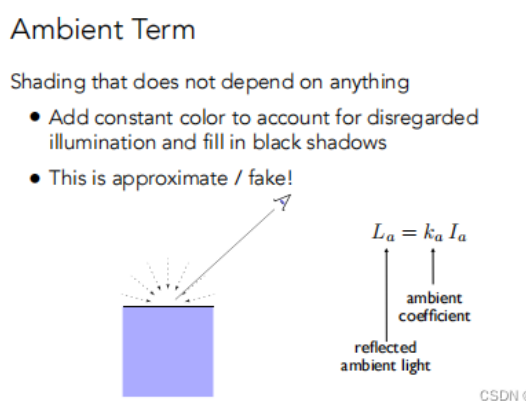 Ambient Term
Shading that does not depend on anything
• Add constant color to account for disregarded
illumination and fill in black shadows
• This is approximate / fake!
L_a = k_a I_a
ambient
coefficient
reflected
ambient light
CSDN